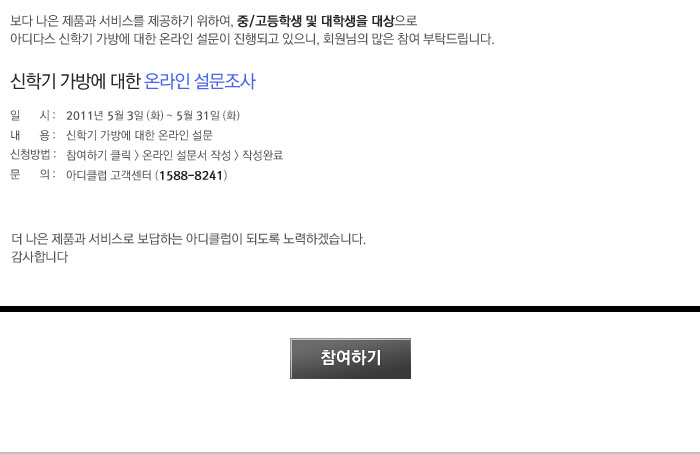 보다 나은 제품과 서비스를 제공하기 위하여, 중/고등학생 및 대학생을 대상으로
아디다스 신학기 가방에 대한 온라인 설문이 진행되고 있으니, 회원님의 많은 참여 부탁드립니다.
신학기 가방에 대한 온라인 설문조사
일 시 : 2011년 5월 3일 (화) ~ 5월 31일 (화)
내 용 : 신학기 가방에 대한 온라인 설문
신청방법 : 참여하기 클릭 > 온라인 설문서 작성 > 작성완료
문 의 : 아디클럽 고객센터 (1588-8241)
더 나은 제품과 서비스로 보답하는 아디클럽이 되도록 노력하겠습니다.
감사합니다
참여하기